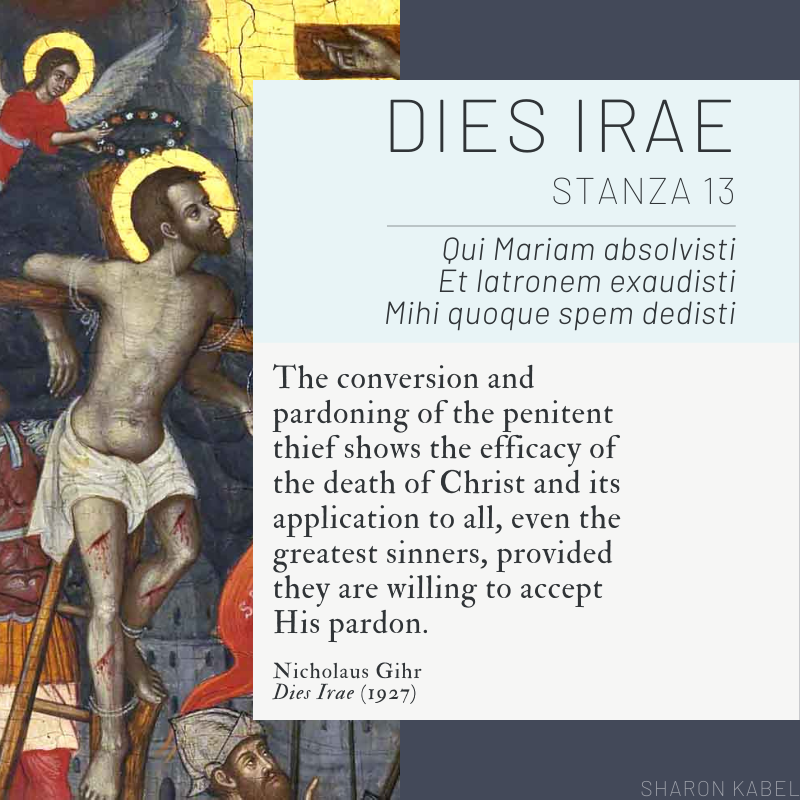 DIES IRAE
STANZA 13
Qui Mariam absolvisti
Et latronem exaudisti
Mihi quoque spem dedisti
The conversion and
pardoning of the penitent
thief shows the efficacy of
the death of Christ and its
application to all, even the
greatest sinners, provided
they are willing to accept
His pardon.
Nicholaus Gihr
Dies Irae (1927)
SHARON KABEL